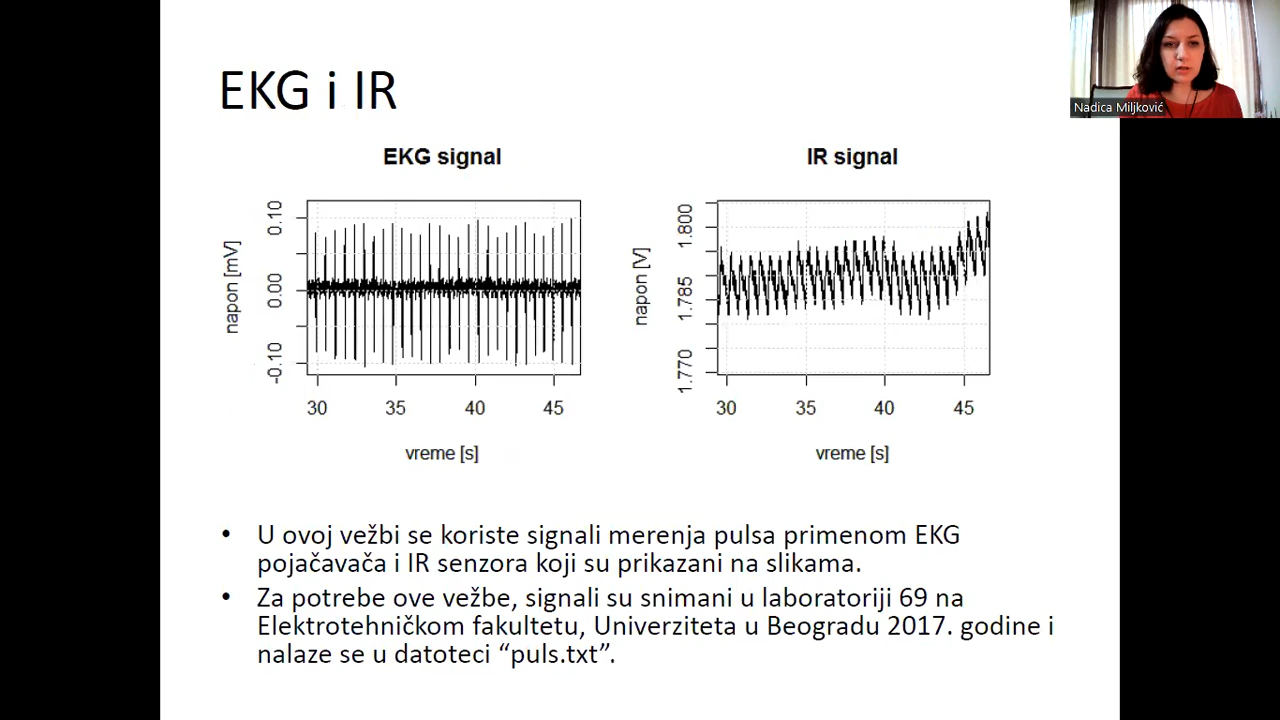 EKG i IR
Nadica Miljković
EKG signal
IR signal
napon [mV]
0.10
0.00
-0.10
30 35 40 45
vreme [s]
napon [V]
1.800
1.785
1.770
30 35 40 45
vreme [s]
• U ovoj vežbi se koriste signali merenja pulsa primenom EKG
pojačavača i IR senzora koji su prikazani na slikama.
• Za potrebe ove vežbe, signali su snimani u laboratoriji 69 na
Elektrotehničkom fakultetu, Univerziteta u Beogradu 2017. godine i
nalaze se u datoteci “puls.txt”.